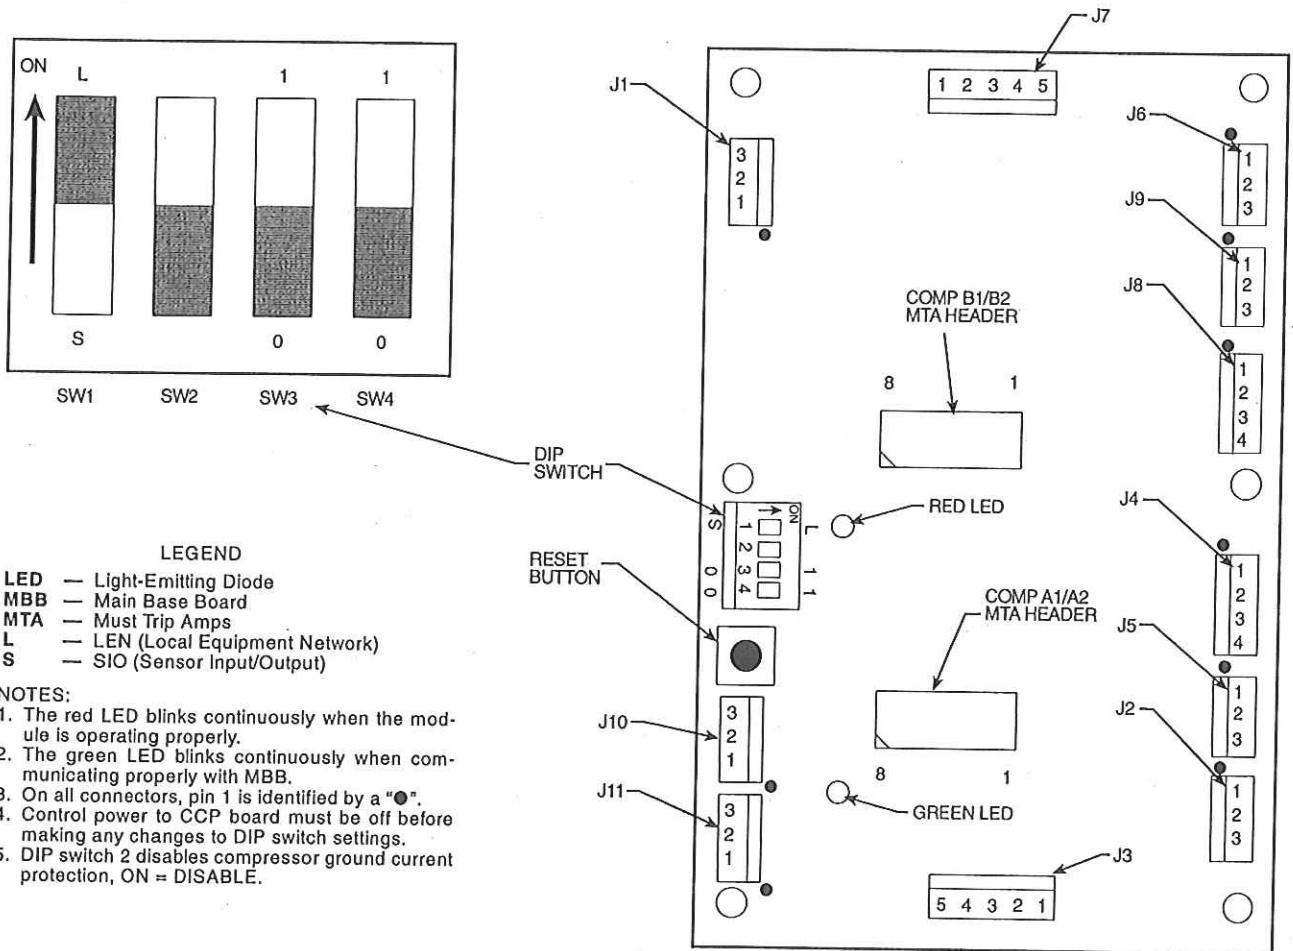 ON
L 1 1
S 0 0
SW1 SW2 SW3 SW4
DIP
SWITCH
RESET
BUTTON
LEGEND
LED — Light-Emitting Diode
MBB — Main Base Board
MTA — Must Trip Amps
L — LEN (Local Equipment Network)
S — SIO (Sensor Input/Output)
NOTES:
1. The red LED blinks continuously when the mod-
ule is operating properly.
2. The green LED blinks continuously when com-
municating properly with MBB.
3. On all connectors, pin 1 is identified by a "●".
4. Control power to CCP board must be off before
making any changes to DIP switch settings.
5. DIP switch 2 disables compressor ground current
protection, ON = DISABLE.
J7
1 2 3 4 5
J1
3
2
1
J6
1
2
3
J9
1
2
3
J8
1
2
3
4
COMP B1/B2
MTA HEADER
8 1
RED LED
S 0 0
1 2 3 4
ON
L 1 1
J4
1
2
3
4
COMP A1/A2
MTA HEADER
8 1
J5
1
2
3
J2
1
2
3
J10
3
2
1
J11
3
2
1
GREEN LED
J3
5 4 3 2 1